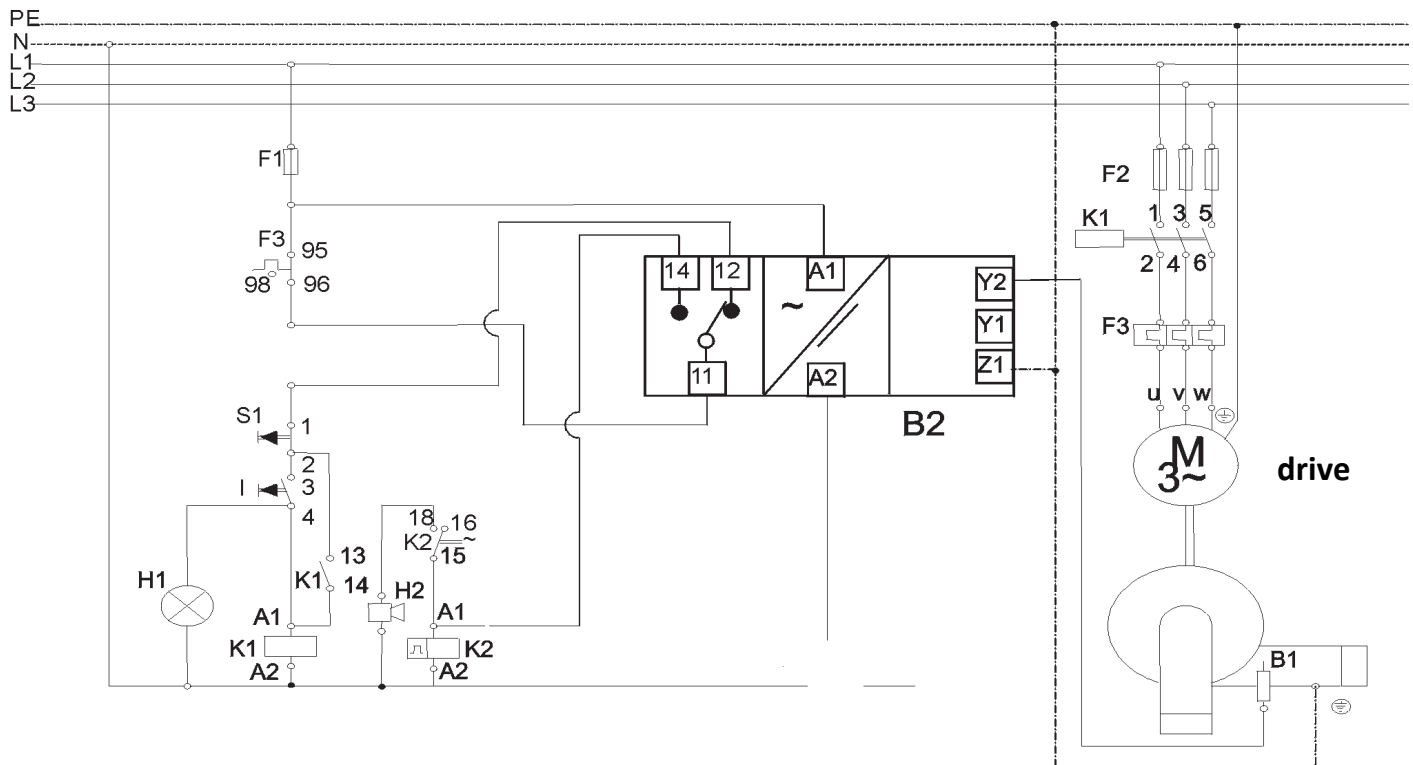 PE
N
L1
L2
L3
F1
F2
1 3 5
K1
F3 95
98 96
14 12 A1
~
Y2
2 4 6
Y1
F3
11 A2 Z1
B2
u v w
S1 1
2
M
3~
drive
I 3
4
18 16
K2 ~
15
13
K1 14
H1
H2
A1 A1
K1 K2
A2 A2
B1